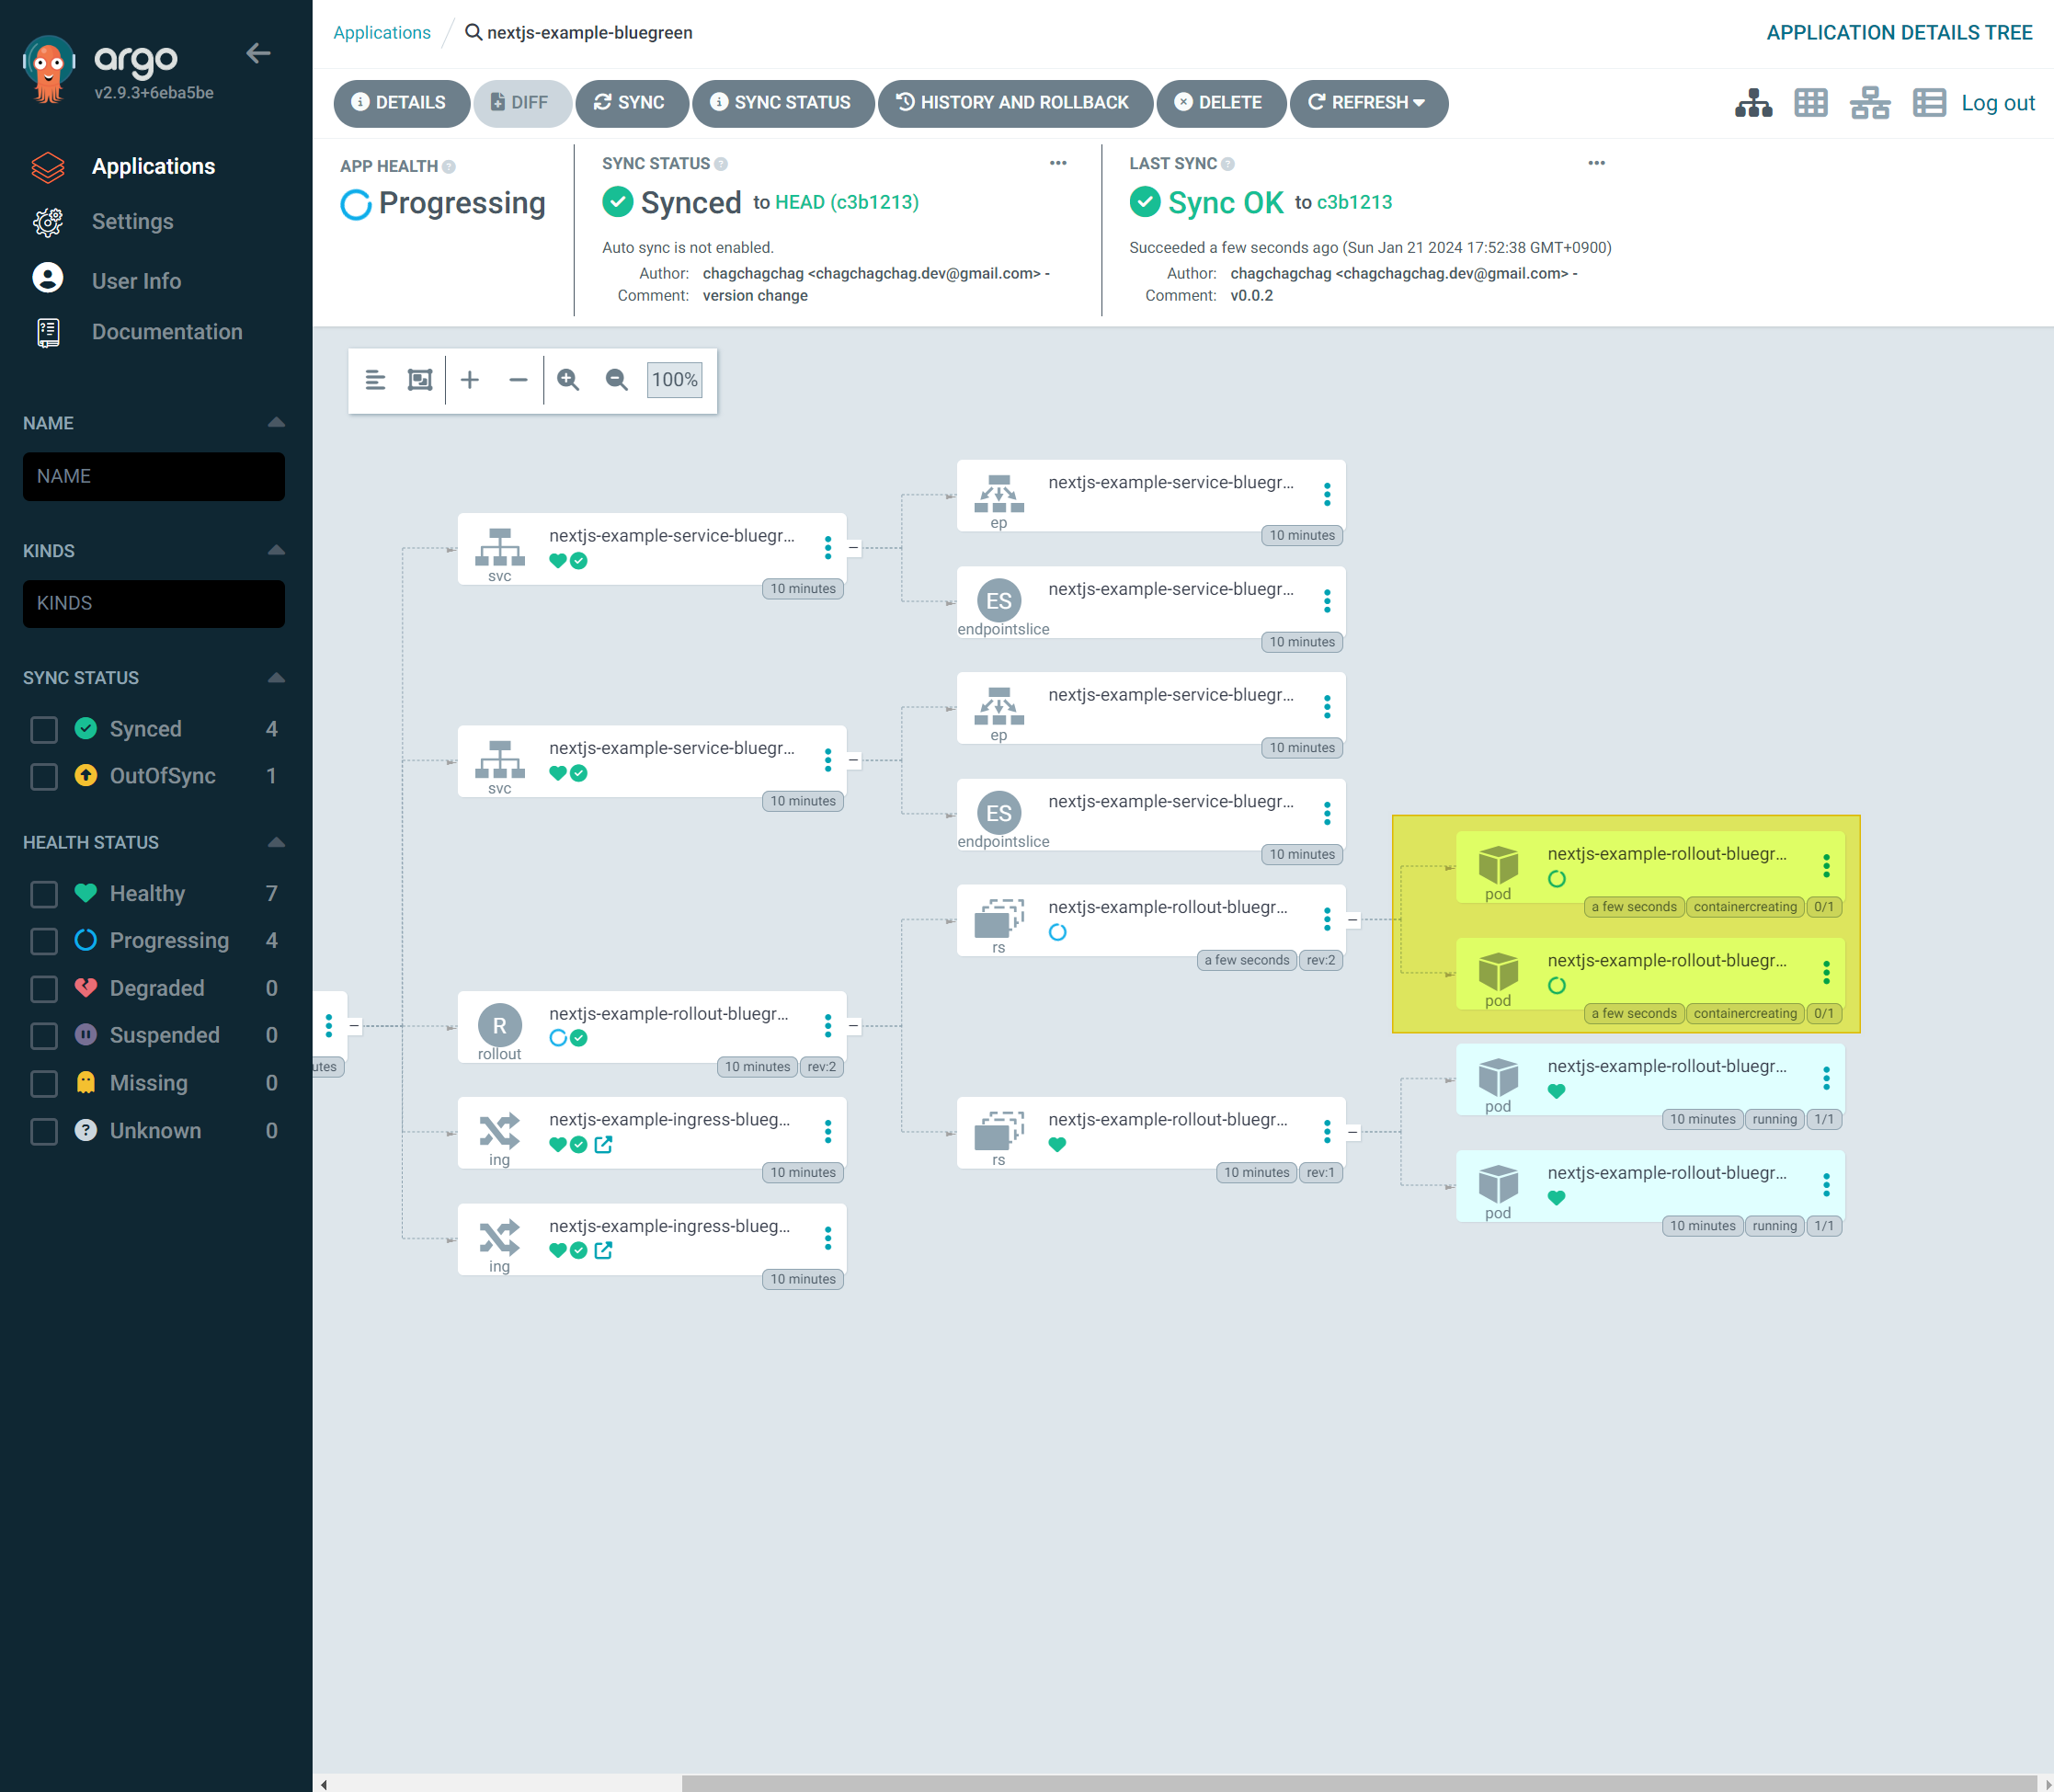 argo
v2.9.3+6eba5be
Applications
Settings
User Info
Documentation
NAME
NAME
KINDS
KINDS
SYNC STATUS
Synced 4
OutOfSync 1
HEALTH STATUS
Healthy 7
Progressing 4
Degraded 0
Suspended 0
Missing 0
Unknown 0
Applications / nextjs-example-bluegreen
APPLICATION DETAILS TREE
DETAILS DIFF SYNC SYNC STATUS HISTORY AND ROLLBACK DELETE REFRESH
Log out
APP HEALTH
Progressing
SYNC STATUS
Synced to HEAD (c3b1213)
Auto sync is not enabled.
Author: chagchagchag <chagchagchag.dev@gmail.com> -
Comment: version change
LAST SYNC
Sync OK to c3b1213
Succeeded a few seconds ago (Sun Jan 21 2024 17:52:38 GMT+0900)
Author: chagchagchag <chagchagchag.dev@gmail.com> -
Comment: v0.0.2
100%
utes
nextjs-example-service-bluegr...
svc
10 minutes
nextjs-example-service-bluegr...
svc
10 minutes
R
nextjs-example-rollout-bluegr...
rollout
10 minutes rev:2
nextjs-example-ingress-blueg...
ing
10 minutes
nextjs-example-ingress-blueg...
ing
10 minutes
nextjs-example-service-bluegr...
ep
10 minutes
ES
nextjs-example-service-bluegr...
endpointslice
10 minutes
nextjs-example-service-bluegr...
ep
10 minutes
ES
nextjs-example-service-bluegr...
endpointslice
10 minutes
nextjs-example-rollout-bluegr...
rs
a few seconds rev:2
nextjs-example-rollout-bluegr...
rs
10 minutes rev:1
nextjs-example-rollout-bluegr...
pod
a few seconds containercreating 0/1
nextjs-example-rollout-bluegr...
pod
a few seconds containercreating 0/1
nextjs-example-rollout-bluegr...
pod
10 minutes running 1/1
nextjs-example-rollout-bluegr...
pod
10 minutes running 1/1